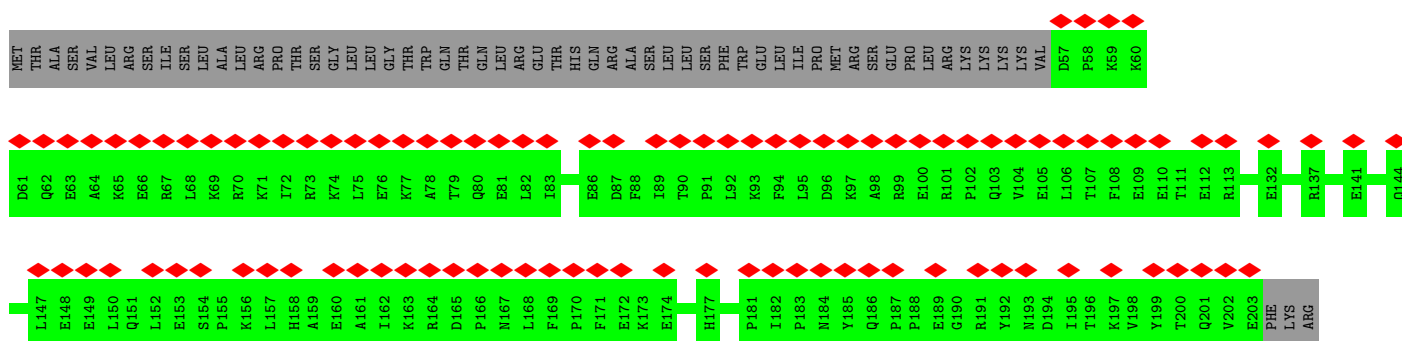 MET THR ALA SER VAL LEU ARG SER ILE SER LEU ALA LEU ARG PRO THR SER GLY LEU LEU GLY THR TRP GLN THR GLN LEU ARG GLU THR HIS GLN ARG ALA SER LEU LEU SER PHE TRP GLU LEU ILE PRO MET ARG SER GLU PRO LEU ARG LYS LYS LYS LYS VAL D57 P58 K59 K60
D61 Q62 E63 A64 K65 E66 R67 L68 K69 R70 K71 I72 R73 K74 L75 E76 K77 A78 T79 Q80 E81 L82 I83 E86 D87 F88 I89 T90 P91 L92 K93 F94 L95 D96 K97 A98 R99 E100 R101 P102 Q103 V104 E105 L106 T107 F108 E109 E110 T111 E112 R113 E132 R137 E141 Q144
L147 E148 E149 L150 Q151 L152 E153 S154 P155 K156 L157 H158 A159 E160 A161 I162 K163 R164 D165 P166 N167 L168 F169 P170 F171 E172 K173 E174 H177 P181 I182 P183 N184 Y185 Q186 P187 P188 E189 G190 R191 Y192 N193 D194 I195 T196 K197 V198 Y199 T200 Q201 V202 E203 PHE LYS ARG